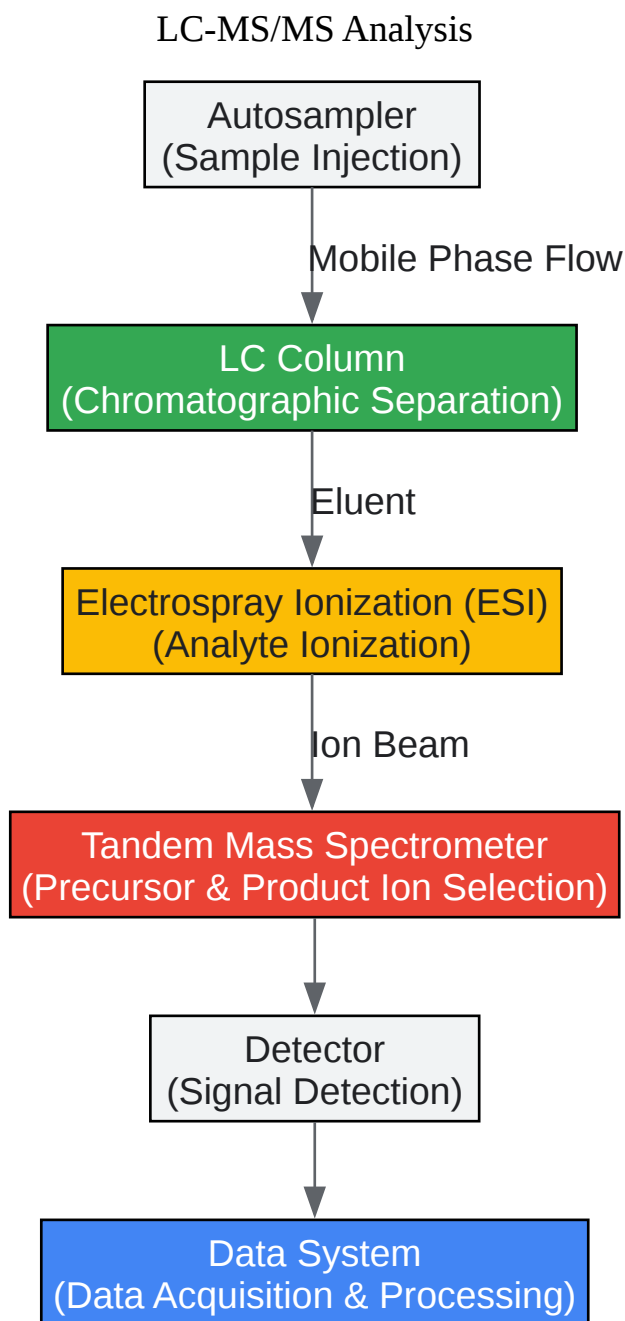 LC-MS/MS Analysis
Autosampler
(Sample Injection)
Mobile Phase Flow
LC Column
(Chromatographic Separation)
Eluent
Electrospray Ionization (ESI)
(Analyte Ionization)
Ion Beam
Tandem Mass Spectrometer
(Precursor & Product Ion Selection)
Detector
(Signal Detection)
Data System
(Data Acquisition & Processing)